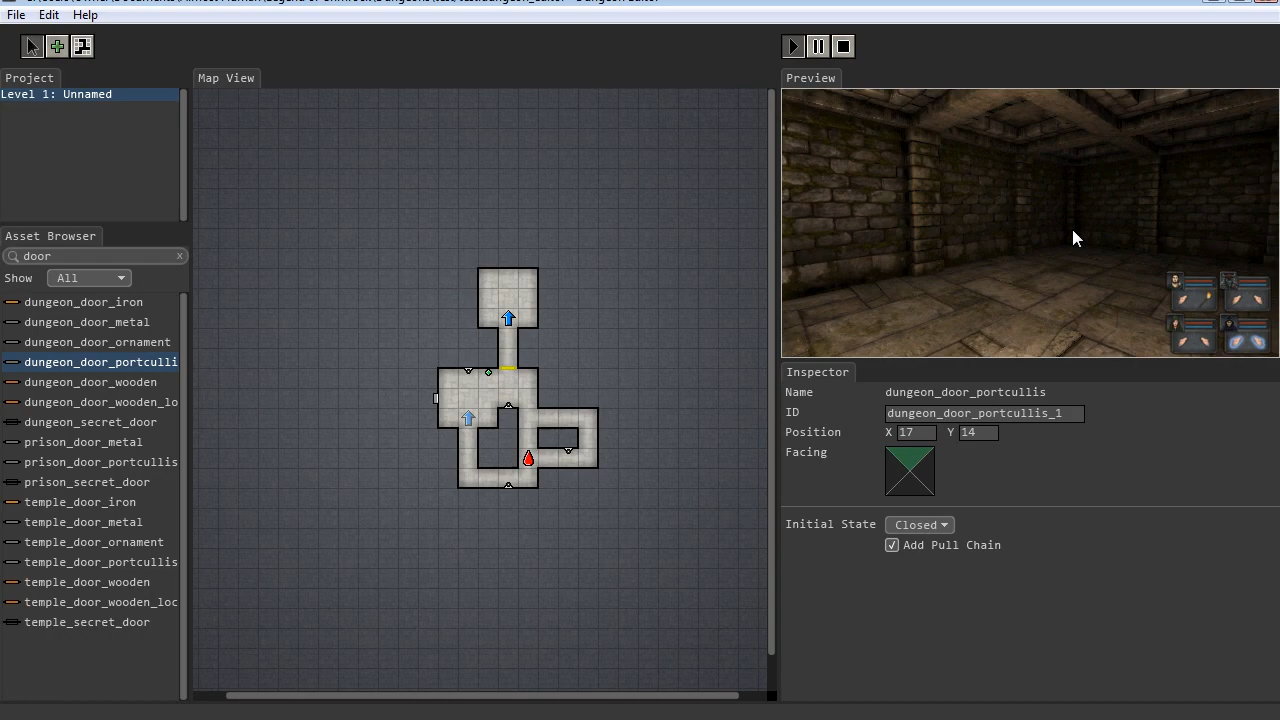 File Edit Help
Project
Level 1: Unnamed
Map View
Preview
Asset Browser
door x
Show All
dungeon_door_iron
dungeon_door_metal
dungeon_door_ornament
dungeon_door_portculli
dungeon_door_wooden
dungeon_door_wooden_lo
dungeon_secret_door
prison_door_metal
prison_door_portcullis
prison_secret_door
temple_door_iron
temple_door_metal
temple_door_ornament
temple_door_portcullis
temple_door_wooden
temple_door_wooden_loc
temple_secret_door
Inspector
Name dungeon_door_portcullis
ID dungeon_door_portcullis_1
Position X 17 Y 14
Facing
Initial State Closed
Add Pull Chain